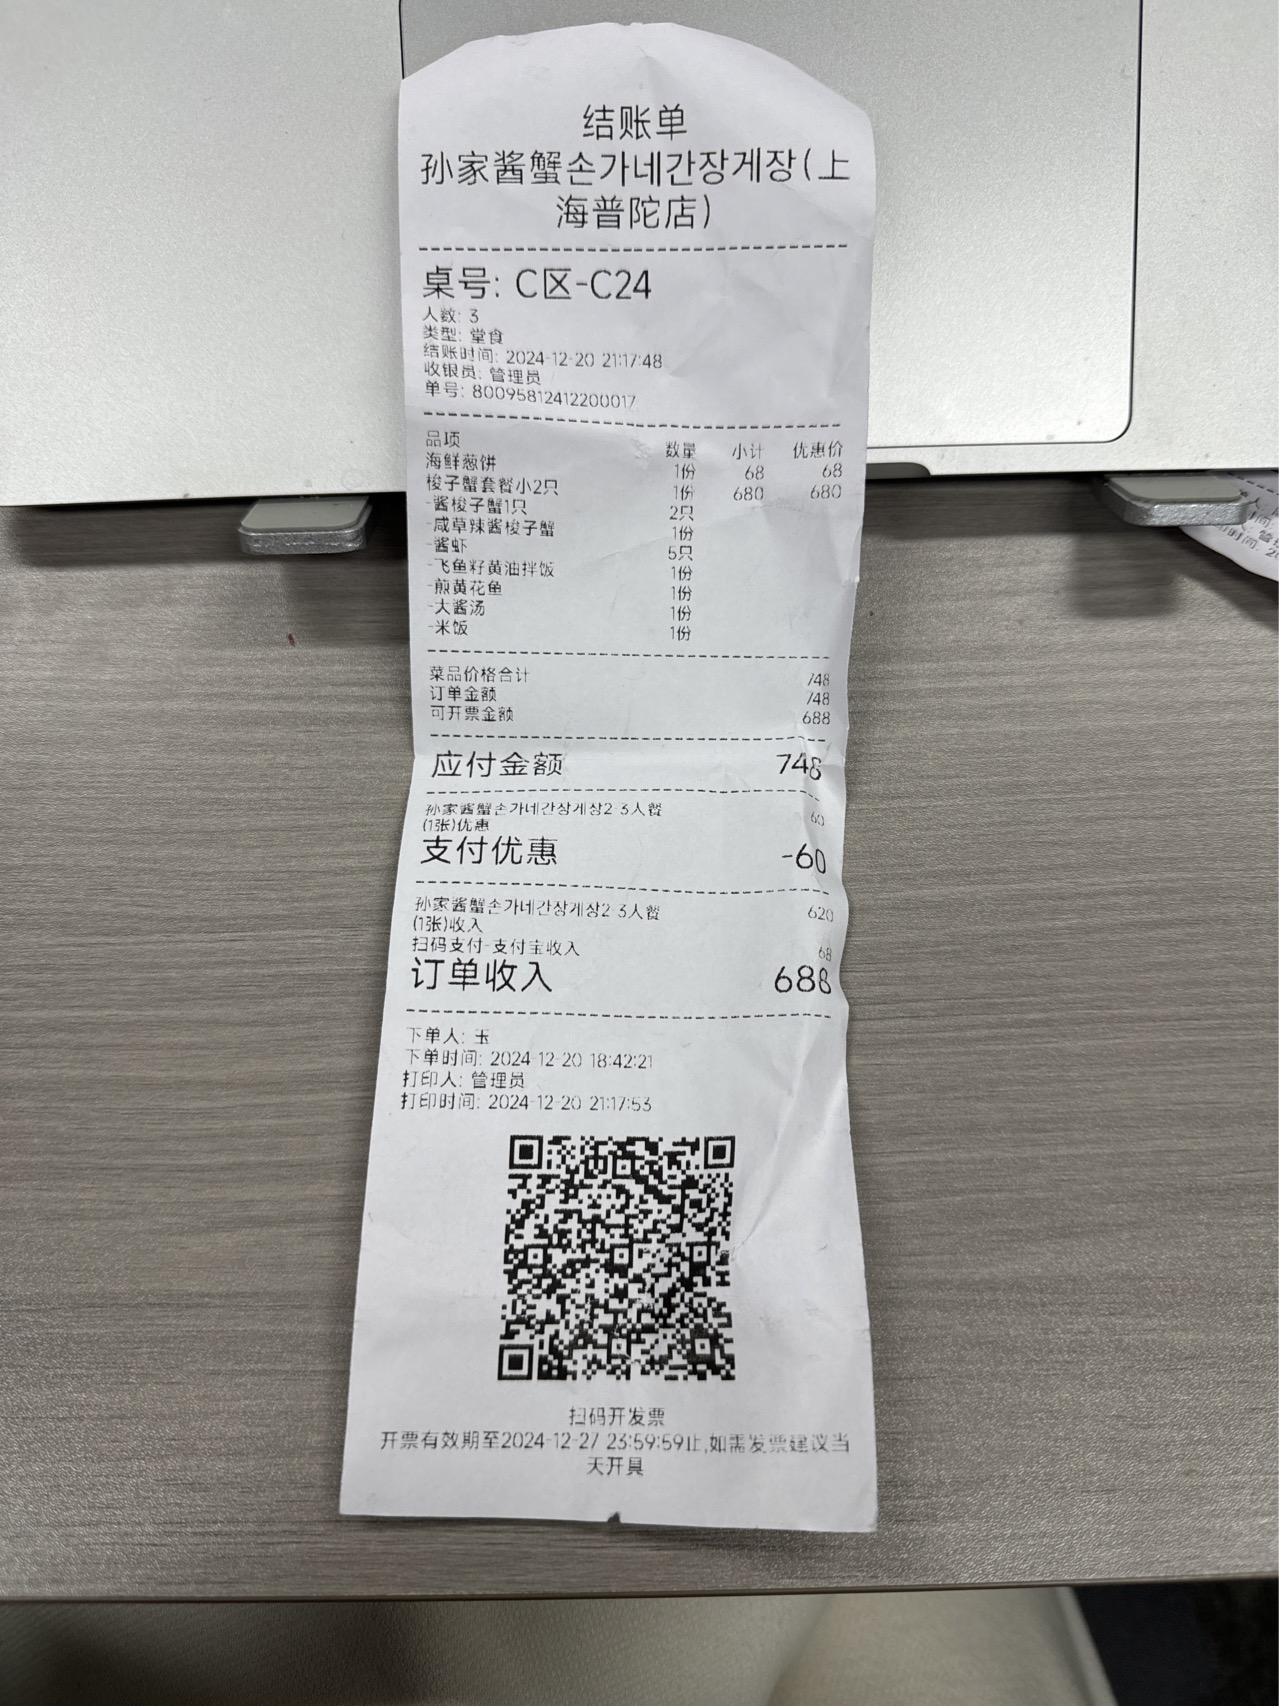 结账单
孙家酱蟹손가네간장게장(上
海普陀店)
桌号: C区-C24
人数: 3
类型: 堂食
结账时间: 2024-12-20 21:17:48
收银员: 管理员
单号: 80095812412200017
品项 数量 小计 优惠价
海鲜葱饼 1份 68 68
梭子蟹套餐小2只 1份 680 680
-酱梭子蟹1只 2只
-咸草辣酱梭子蟹 1份
-酱虾 5只
-飞鱼籽黄油拌饭 1份
-煎黄花鱼 1份
-大酱汤 1份
-米饭 1份
菜品价格合计 748
订单金额 748
可开票金额 688
应付金额 748
孙家酱蟹손가네간장게장2-3人餐 60
(1张)优惠
支付优惠 -60
孙家酱蟹손가네간장게장2-3人餐 620
(1张)收入
扫码支付-支付宝收入 68
订单收入 688
下单人: 玉
下单时间: 2024-12-20 18:42:21
打印人: 管理员
打印时间: 2024-12-20 21:17:53
扫码开发票
开票有效期至2024-12-27 23:59:59止,如需发票建议当
天开具